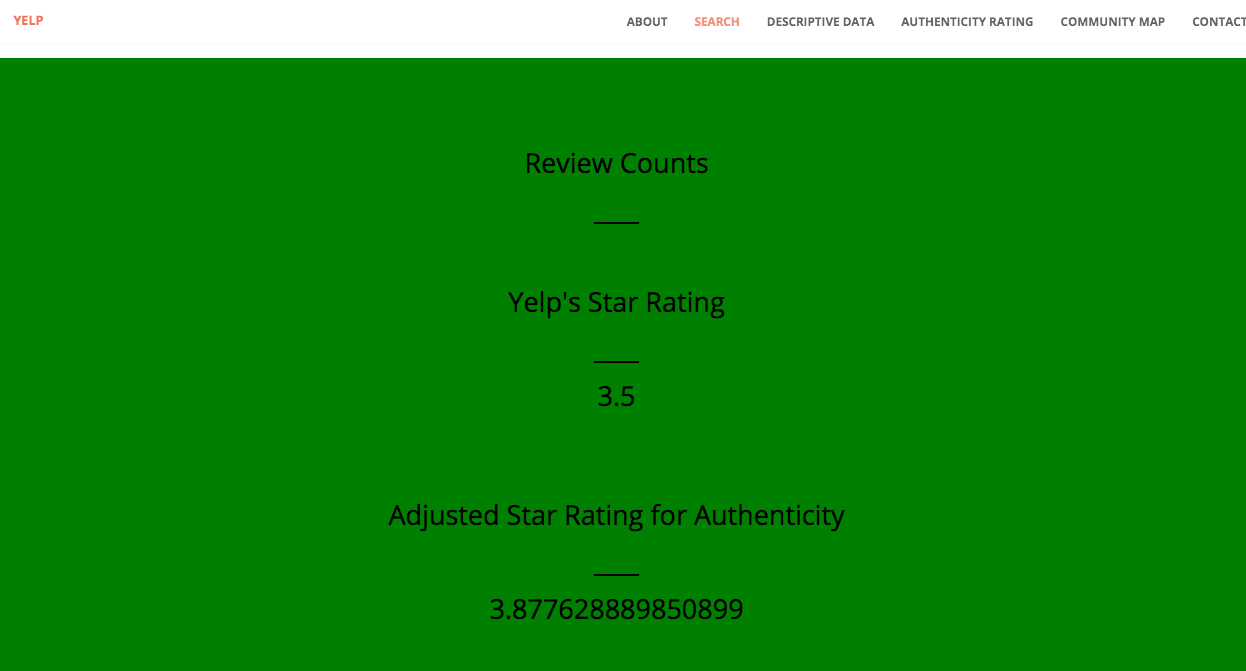 YELP ABOUT SEARCH DESCRIPTIVE DATA AUTHENTICITY RATING COMMUNITY MAP CONTACT
Review Counts
Yelp's Star Rating
3.5
Adjusted Star Rating for Authenticity
3.877628889850899